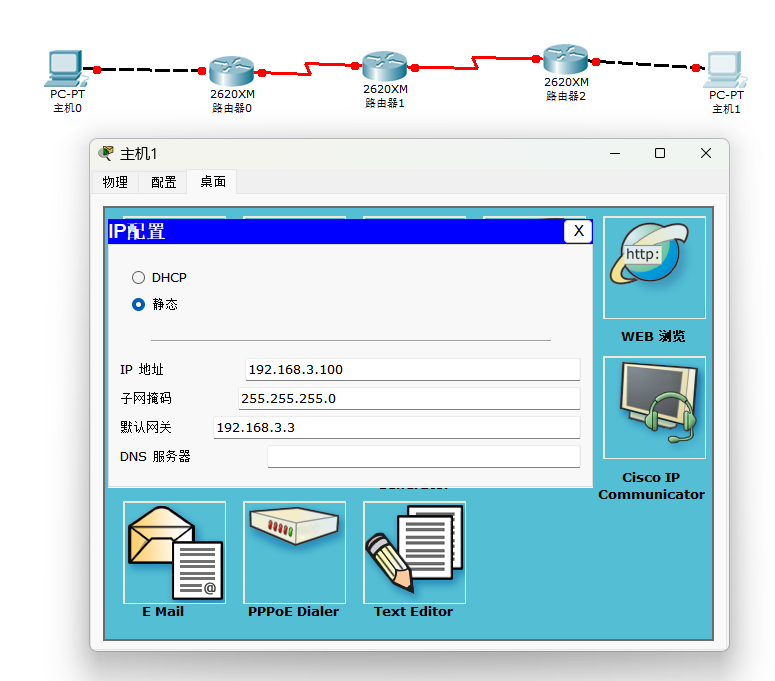 PC-PT
主机0
2620XM
路由器0
2620XM
路由器1
2620XM
路由器2
PC-PT
主机1
主机1
物理
配置
桌面
IP配置
X
DHCP
静态
IP 地址
192.168.3.100
子网掩码
255.255.255.0
默认网关
192.168.3.3
DNS 服务器
http:
WEB 浏览
Cisco IP
Communicator
@
E Mail
PPPoE Dialer
Text Editor